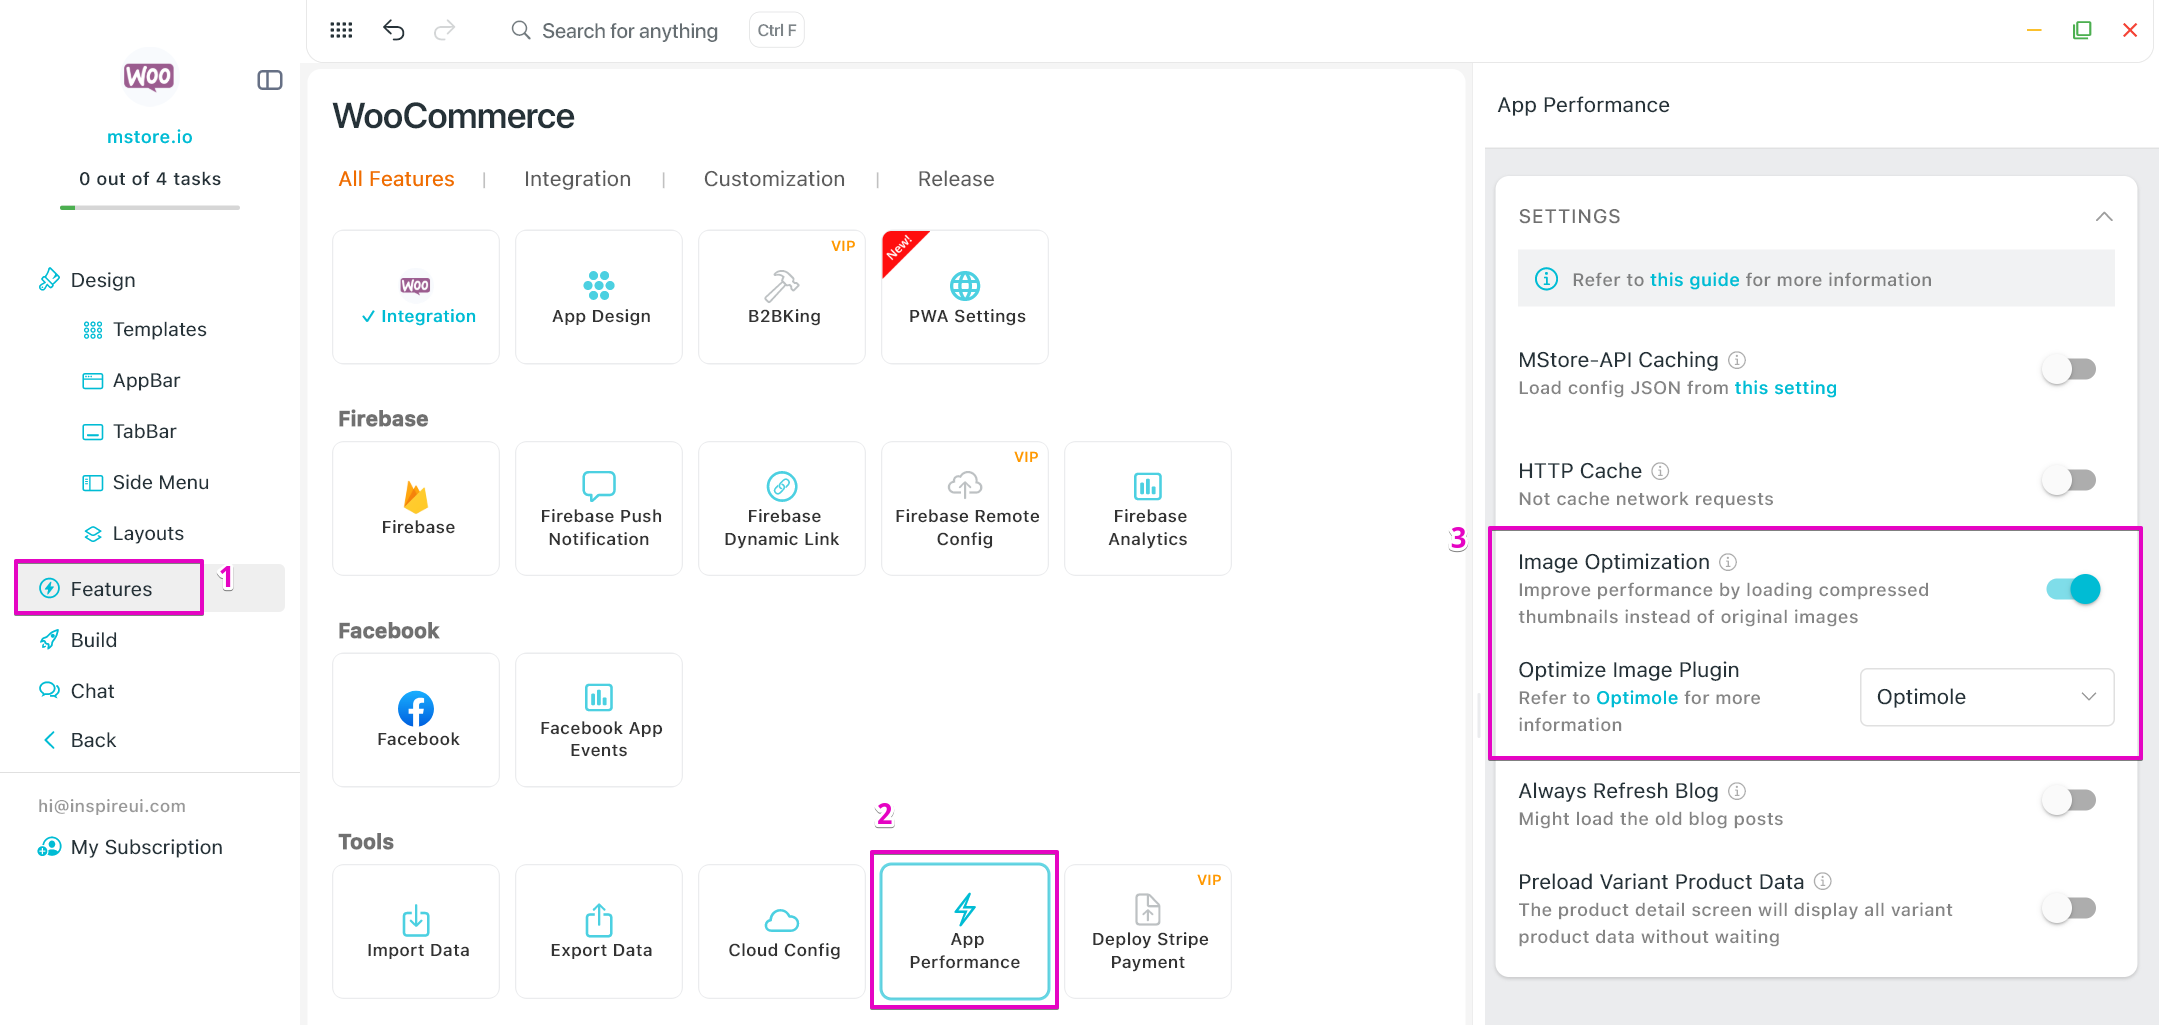 Search for anything
Ctrl F
WOO
mstore.io
0 out of 4 tasks
Design
Templates
AppBar
TabBar
Side Menu
Layouts
Features
1
Build
Chat
Back
hi@inspireui.com
My Subscription
WooCommerce
All Features | Integration | Customization | Release
WOO
✓ Integration
App Design
VIP
B2BKing
New!
PWA Settings
Firebase
Firebase
Firebase Push
Notification
Firebase
Dynamic Link
VIP
Firebase Remote
Config
Firebase
Analytics
Facebook
Facebook
Facebook App
Events
2
Tools
Import Data
Export Data
Cloud Config
App
Performance
VIP
Deploy Stripe
Payment
App Performance
SETTINGS
Refer to this guide for more information
MStore-API Caching
Load config JSON from this setting
HTTP Cache
Not cache network requests
3
Image Optimization
Improve performance by loading compressed
thumbnails instead of original images
Optimize Image Plugin
Refer to Optimole for more
information
Optimole
Always Refresh Blog
Might load the old blog posts
Preload Variant Product Data
The product detail screen will display all variant
product data without waiting